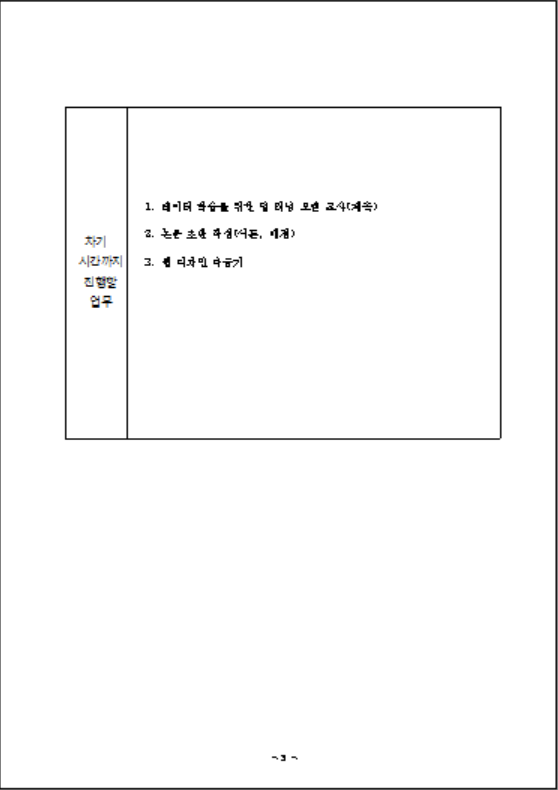 차기
시간까지
진행할
업무
1. 데이터 학습을 위한 딥 러닝 모델 조사(계속)
2. 논문 초안 작성(서론,
3. 웹 디자인 다듬기
- 3 -